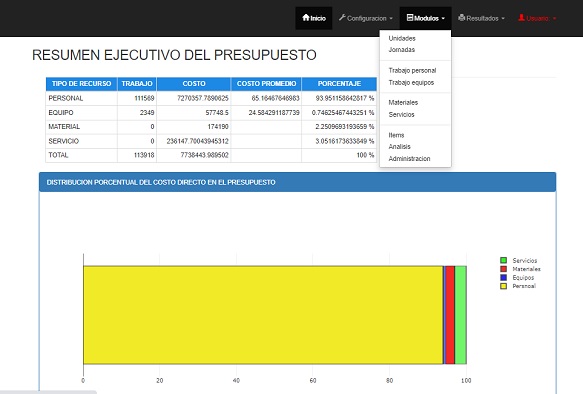 Inicio Configuracion Modulos Resultados Usuario
Unidades
Jornadas
Trabajo personal
Trabajo equipos
Materiales
Servicios
Items
Analisis
Administracion
RESUMEN EJECUTIVO DEL PRESUPUESTO
TIPO DE RECURSO TRABAJO COSTO COSTO PROMEDIO PORCENTAJE
PERSONAL 111569 7270357.7890625 65.16467646983 93.951158642817 %
EQUIPO 2349 57748.5 24.584291187739 0.74625467443251 %
MATERIAL 0 174190 2.2509693193659 %
SERVICIO 0 236147.70043945312 3.0516173633849 %
TOTAL 113918 7738443.989502 100 %
DISTRIBUCION PORCENTUAL DEL COSTO DIRECTO EN EL PRESUPUESTO
Servicios
Materiales
Equipos
Persnoal
0 20 40 60 80 100